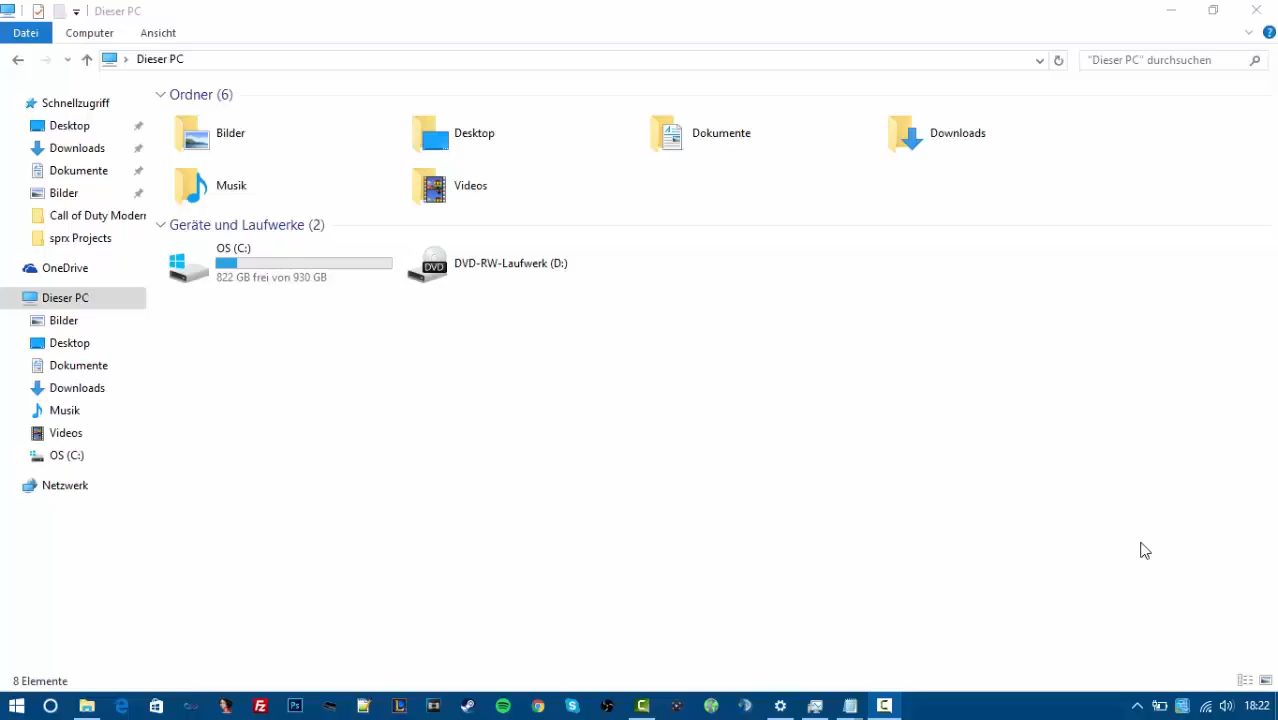 Dieser PC
Datei Computer Ansicht
Dieser PC
"Dieser PC" durchsuchen
Schnellzugriff
Desktop
Downloads
Dokumente
Bilder
Call of Duty Modern
sprx Projects
OneDrive
Dieser PC
Bilder
Desktop
Dokumente
Downloads
Musik
Videos
OS (C:)
Netzwerk
Ordner (6)
Bilder
Desktop
Dokumente
Downloads
Musik
Videos
Geräte und Laufwerke (2)
OS (C:)
822 GB frei von 930 GB
DVD
DVD-RW-Laufwerk (D:)
8 Elemente
Fz
Ps
L
18:22